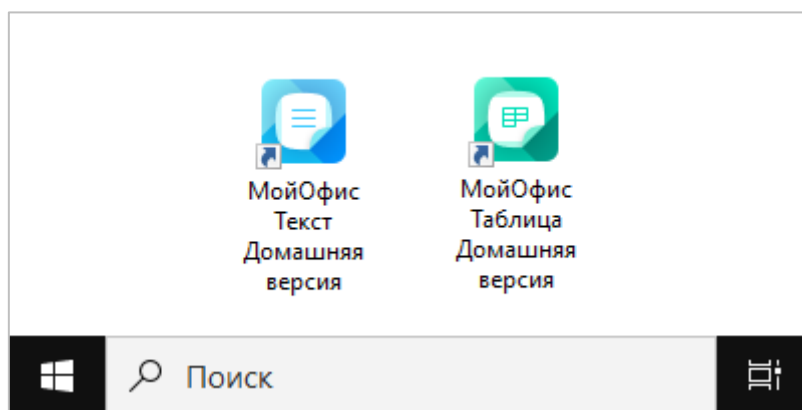 МойОфис
Текст
Домашняя
версия
МойОфис
Таблица
Домашняя
версия
Поиск